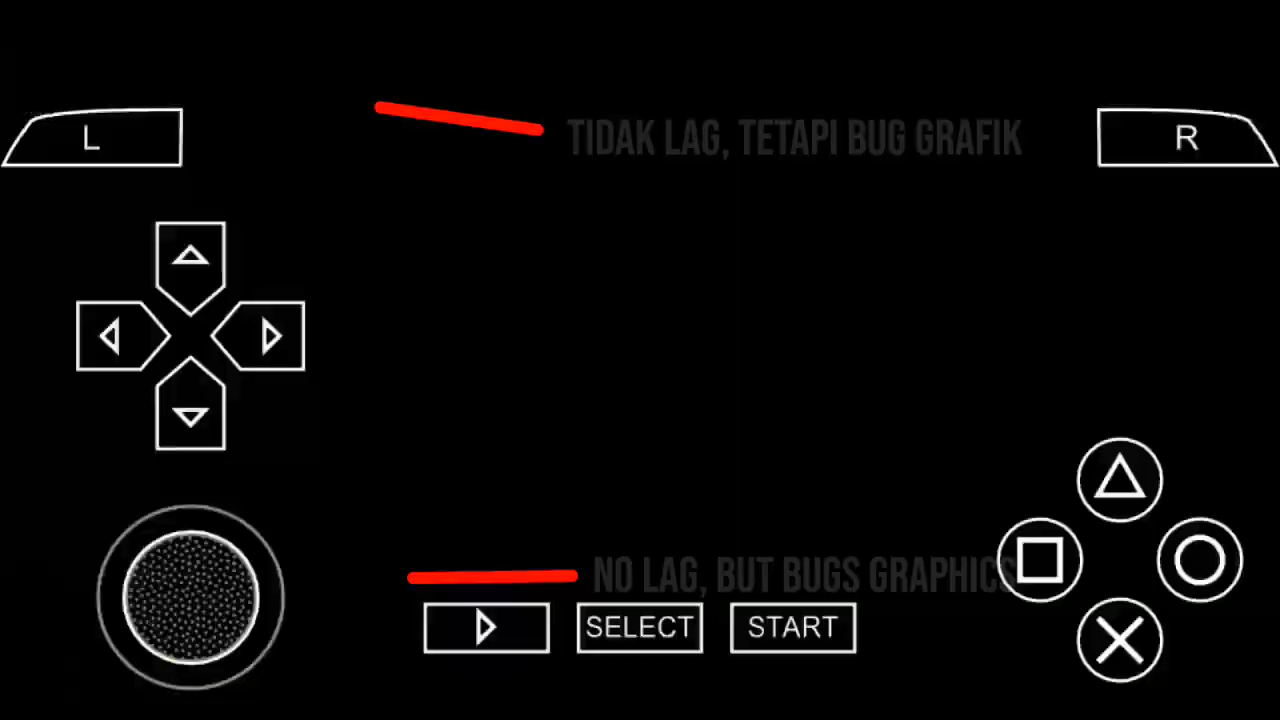 L
TIDAK LAG, TETAPI BUG GRAFIK
R
NO LAG, BUT BUGS GRAPHICS
SELECT
START